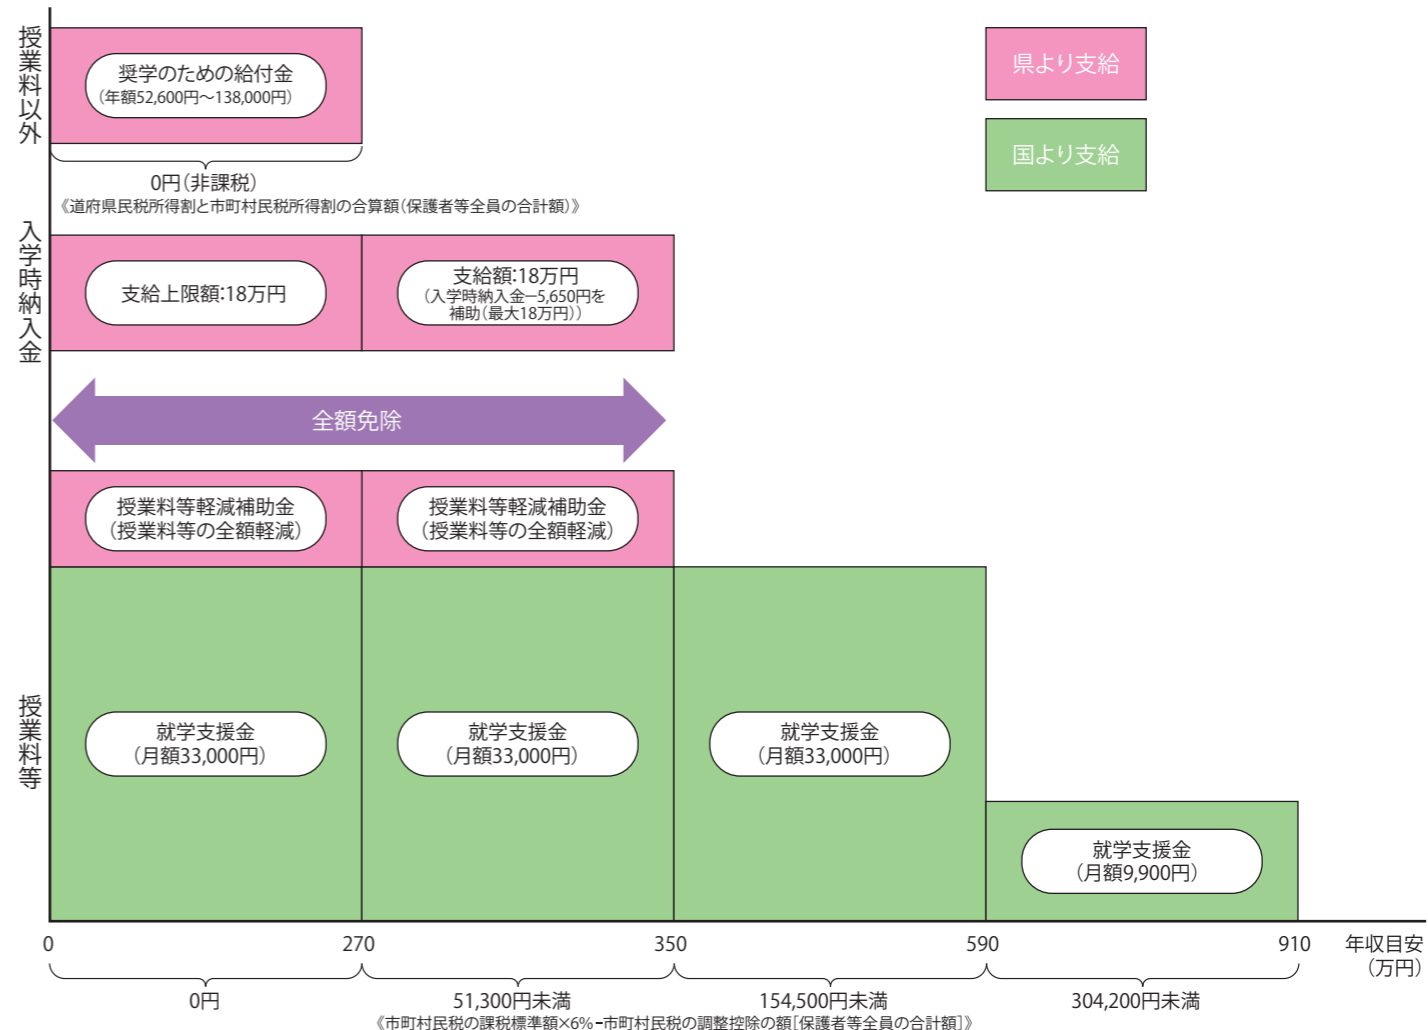 授業料以外
奨学のための給付金
（年額52,600円～138,000円）
0円（非課税）
《道府県民税所得割と市町村民税所得割の合算額（保護者等全員の合計額）》
県より支給
国より支給
入学時納入金
支給上限額：18万円
支給額：18万円
（入学時納入金－5,650円を
補助（最大18万円））
全額免除
授業料等軽減補助金
（授業料等の全額軽減）
授業料等軽減補助金
（授業料等の全額軽減）
授業料等
就学支援金
（月額33,000円）
就学支援金
（月額33,000円）
就学支援金
（月額33,000円）
就学支援金
（月額9,900円）
0 270 350 590 910 年収目安
（万円）
0円 51,300円未満 154,500円未満 304,200円未満
《市町村民税の課税標準額×6%－市町村民税の調整控除の額［保護者等全員の合計額］》